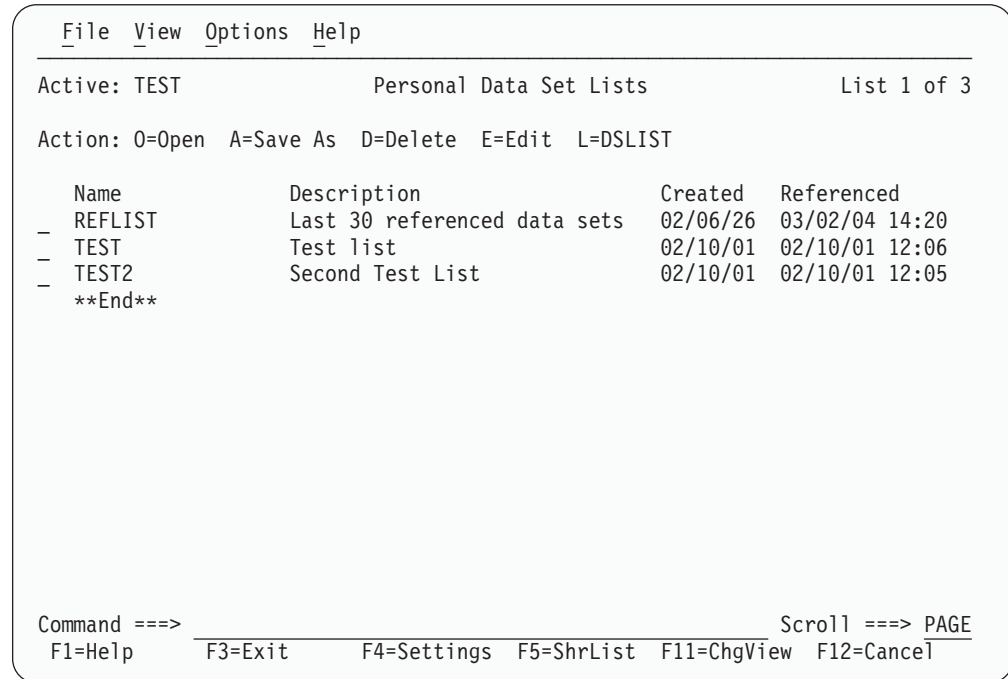 File View Options Help
Active: TEST Personal Data Set Lists List 1 of 3
Action: O=Open A=Save As D=Delete E=Edit L=DSLIST
Name Description Created Referenced
_ REFLIST Last 30 referenced data sets 02/06/26 03/02/04 14:20
_ TEST Test list 02/10/01 02/10/01 12:06
_ TEST2 Second Test List 02/10/01 02/10/01 12:05
**End**
Command ===> Scroll ===> PAGE
F1=Help F3=Exit F4=Settings F5=ShrList F11=ChgView F12=Cancel